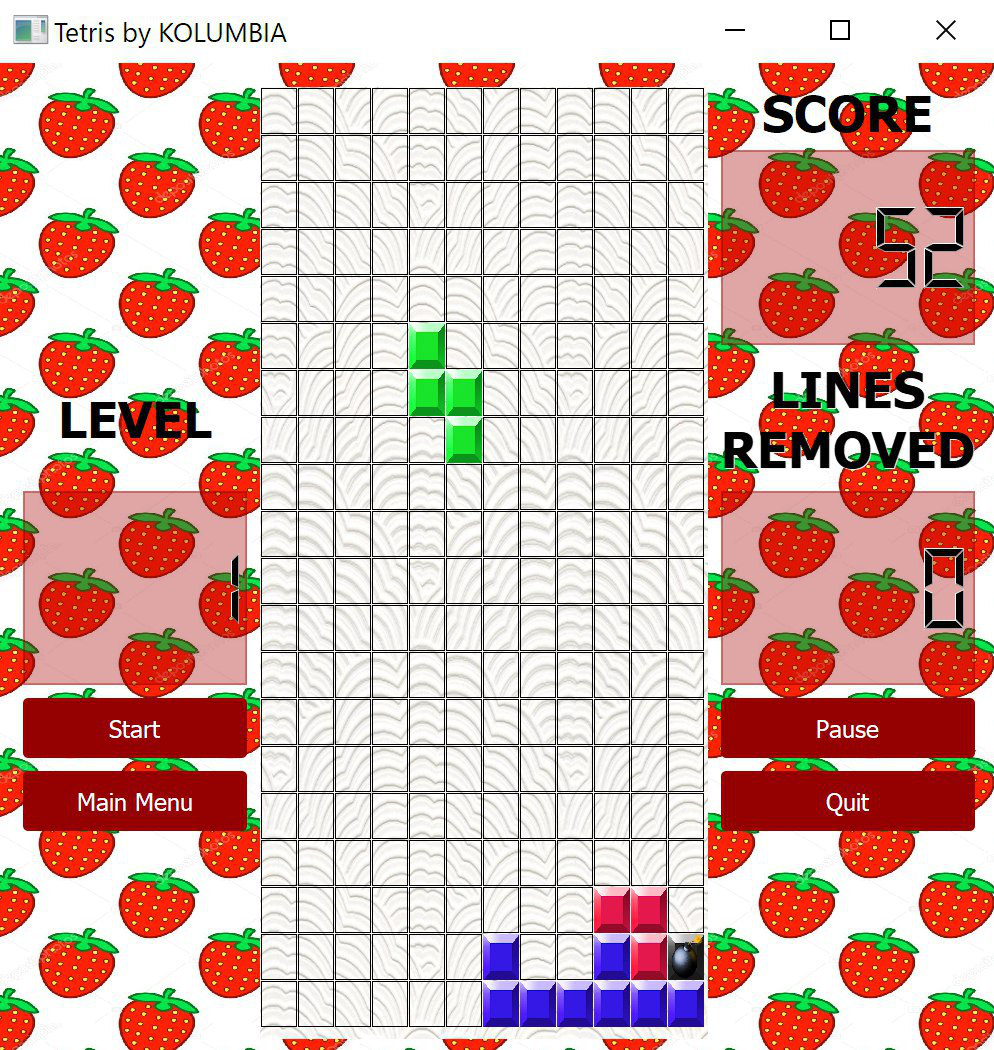 Tetris by KOLUMBIA
SCORE
52
LEVEL
1
LINES
REMOVED
0
Start
Main Menu
Pause
Quit